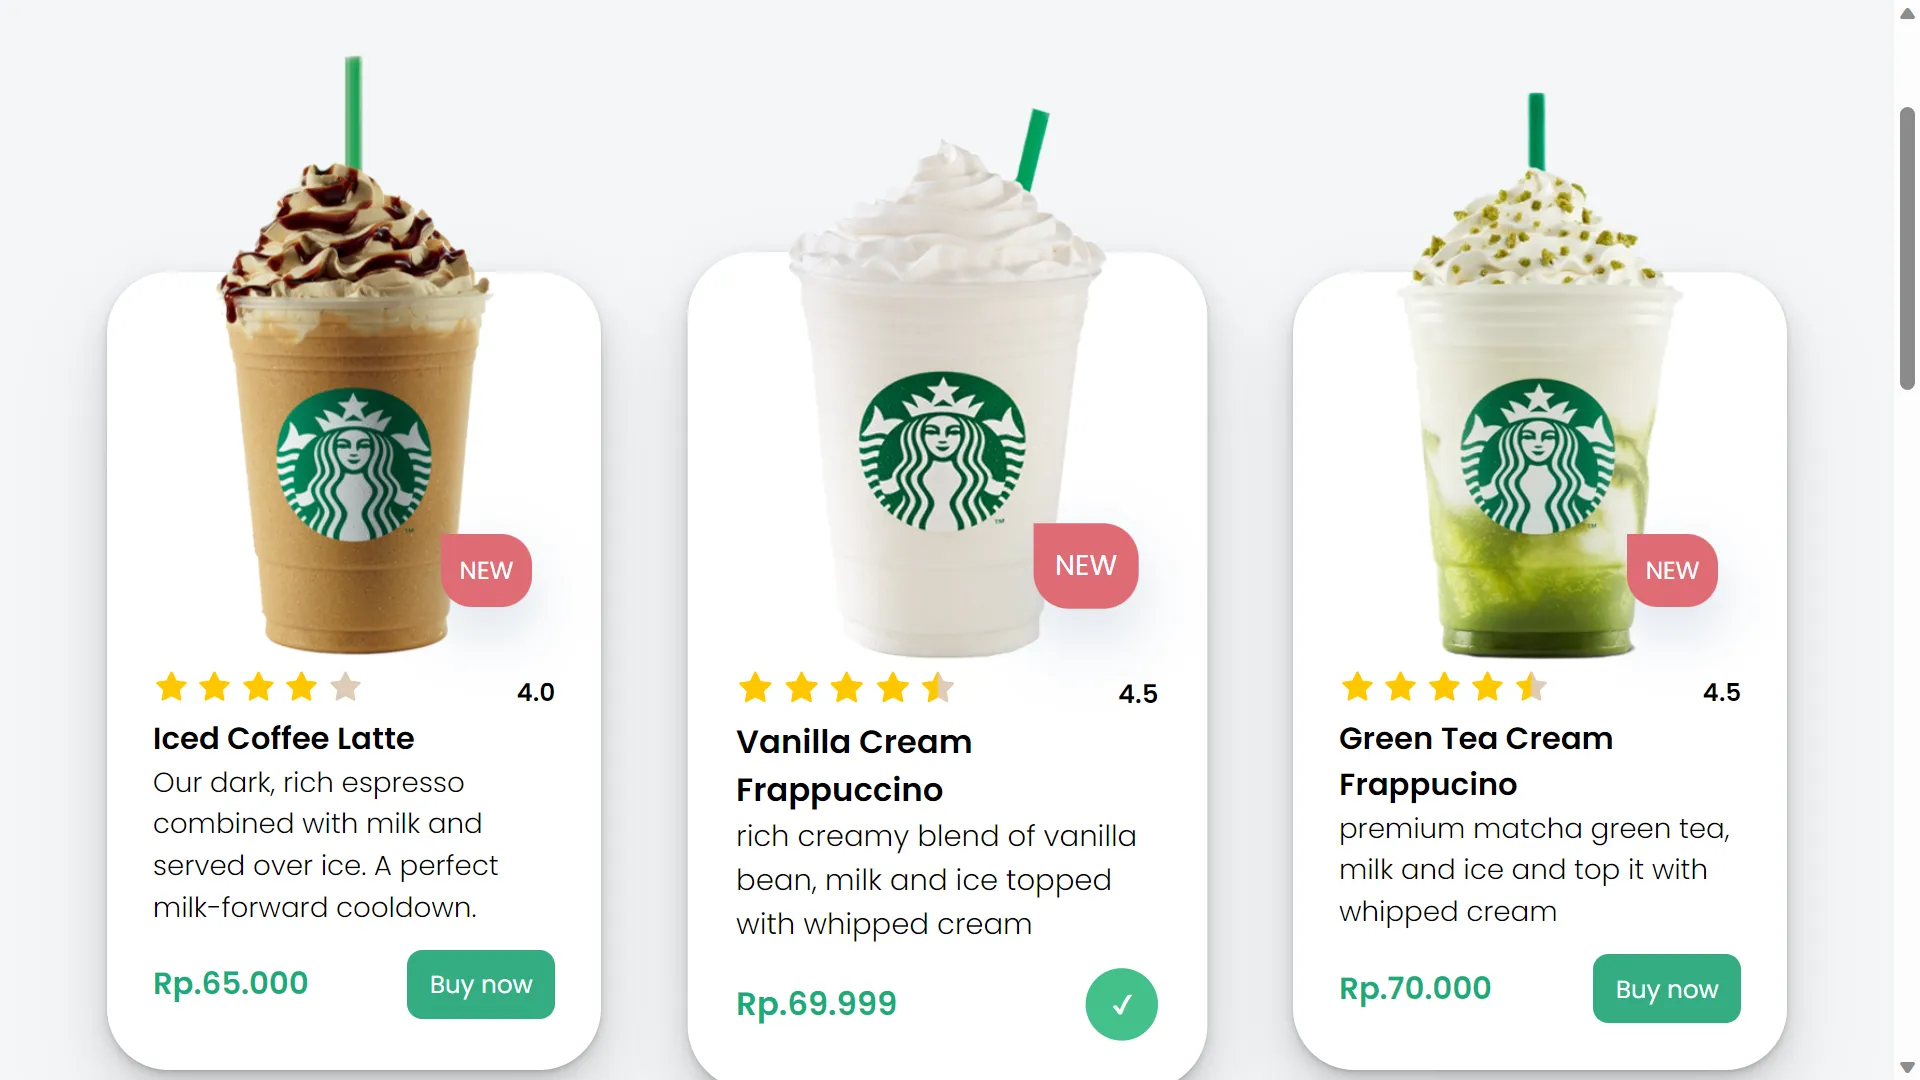 NEW
4.0
Iced Coffee Latte
Our dark, rich espresso
combined with milk and
served over ice. A perfect
milk-forward cooldown.
Rp.65.000
Buy now
NEW
4.5
Vanilla Cream
Frappuccino
rich creamy blend of vanilla
bean, milk and ice topped
with whipped cream
Rp.69.999
NEW
4.5
Green Tea Cream
Frappucino
premium matcha green tea,
milk and ice and top it with
whipped cream
Rp.70.000
Buy now